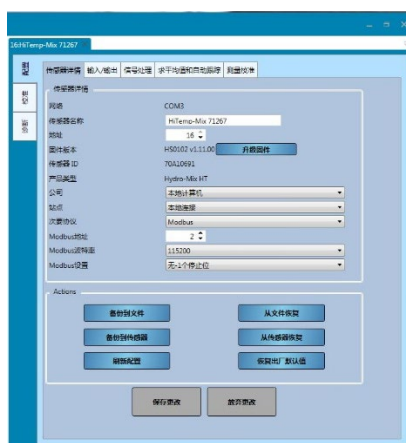 16:HiTemp-Mix 71267
传感器详情 输入/输出 信号处理 求平均值和自动跟踪 测量校准
传感器详情
网络 COM3
传感器名称 HiTemp-Mix 71267
地址 16
固件版本 HS0102 v1.11.00 升级固件
传感器 ID 70A10691
产品类型 Hydro-Mix HT
公司 本地计算机
站点 本地连接
次要协议 Modbus
Modbus地址 2
Modbus波特率 115200
Modbus设置 无-1个停止位
Actions
备份到文件 从文件恢复
备份到传感器 从传感器恢复
刷新配置 恢复出厂默认值
保存更改 放弃更改